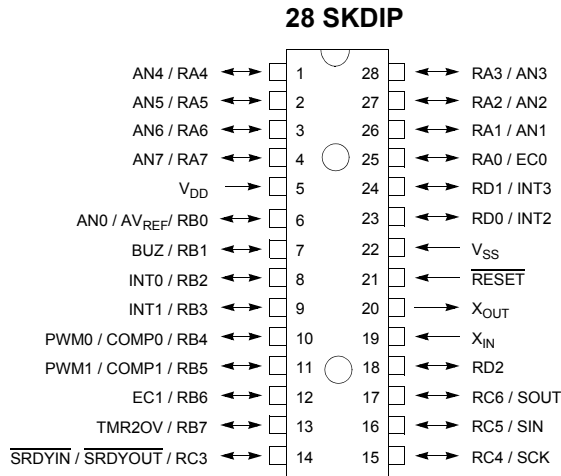 28 SKDIP
AN4 / RA4 1 28 RA3 / AN3
AN5 / RA5 2 27 RA2 / AN2
AN6 / RA6 3 26 RA1 / AN1
AN7 / RA7 4 25 RA0 / EC0
VDD 5 24 RD1 / INT3
AN0 / AVREF/ RB0 6 23 RD0 / INT2
BUZ / RB1 7 22 VSS
INT0 / RB2 8 21 RESET
INT1 / RB3 9 20 XOUT
PWM0 / COMP0 / RB4 10 19 XIN
PWM1 / COMP1 / RB5 11 18 RD2
EC1 / RB6 12 17 RC6 / SOUT
TMR2OV / RB7 13 16 RC5 / SIN
SRDYIN / SRDYOUT / RC3 14 15 RC4 / SCK